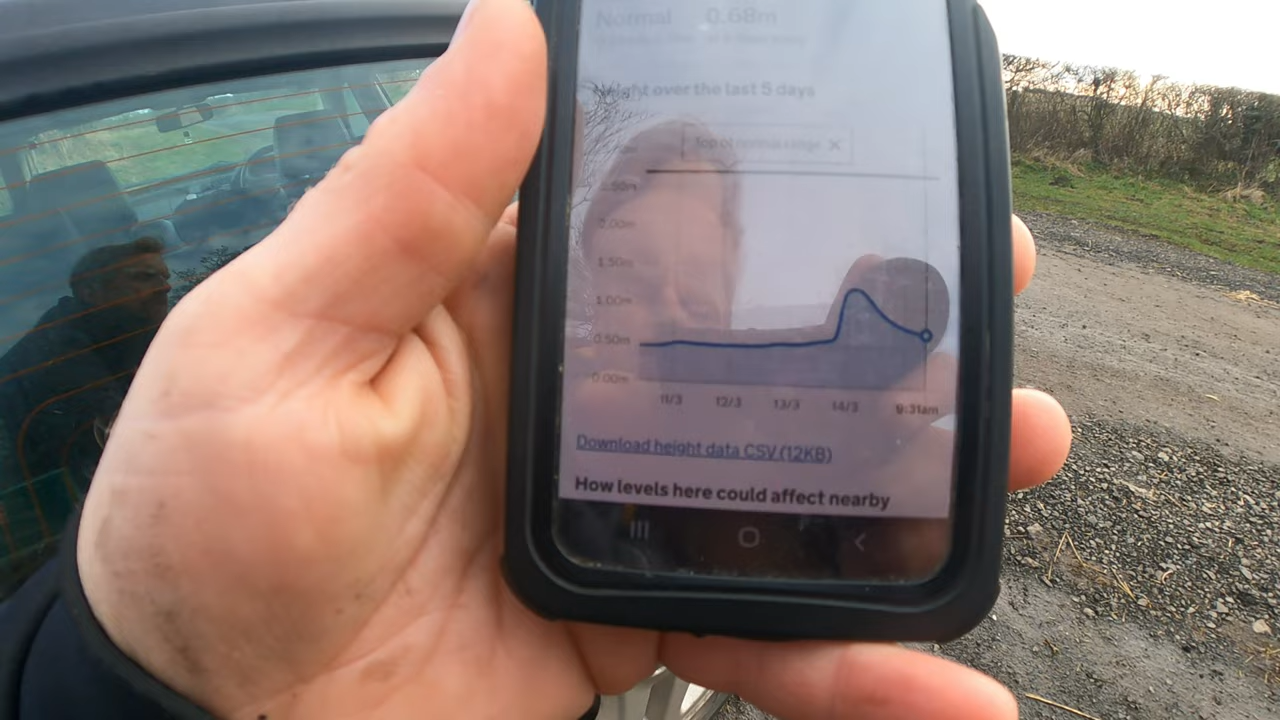 Normal 0.68m
Height over the last 5 days
Top of normal range ×
2.50m
2.00m
1.50m
1.00m
0.50m
0.00m
11/3 12/3 13/3 14/3 9:31am
Download height data CSV (12KB)
How levels here could affect nearby